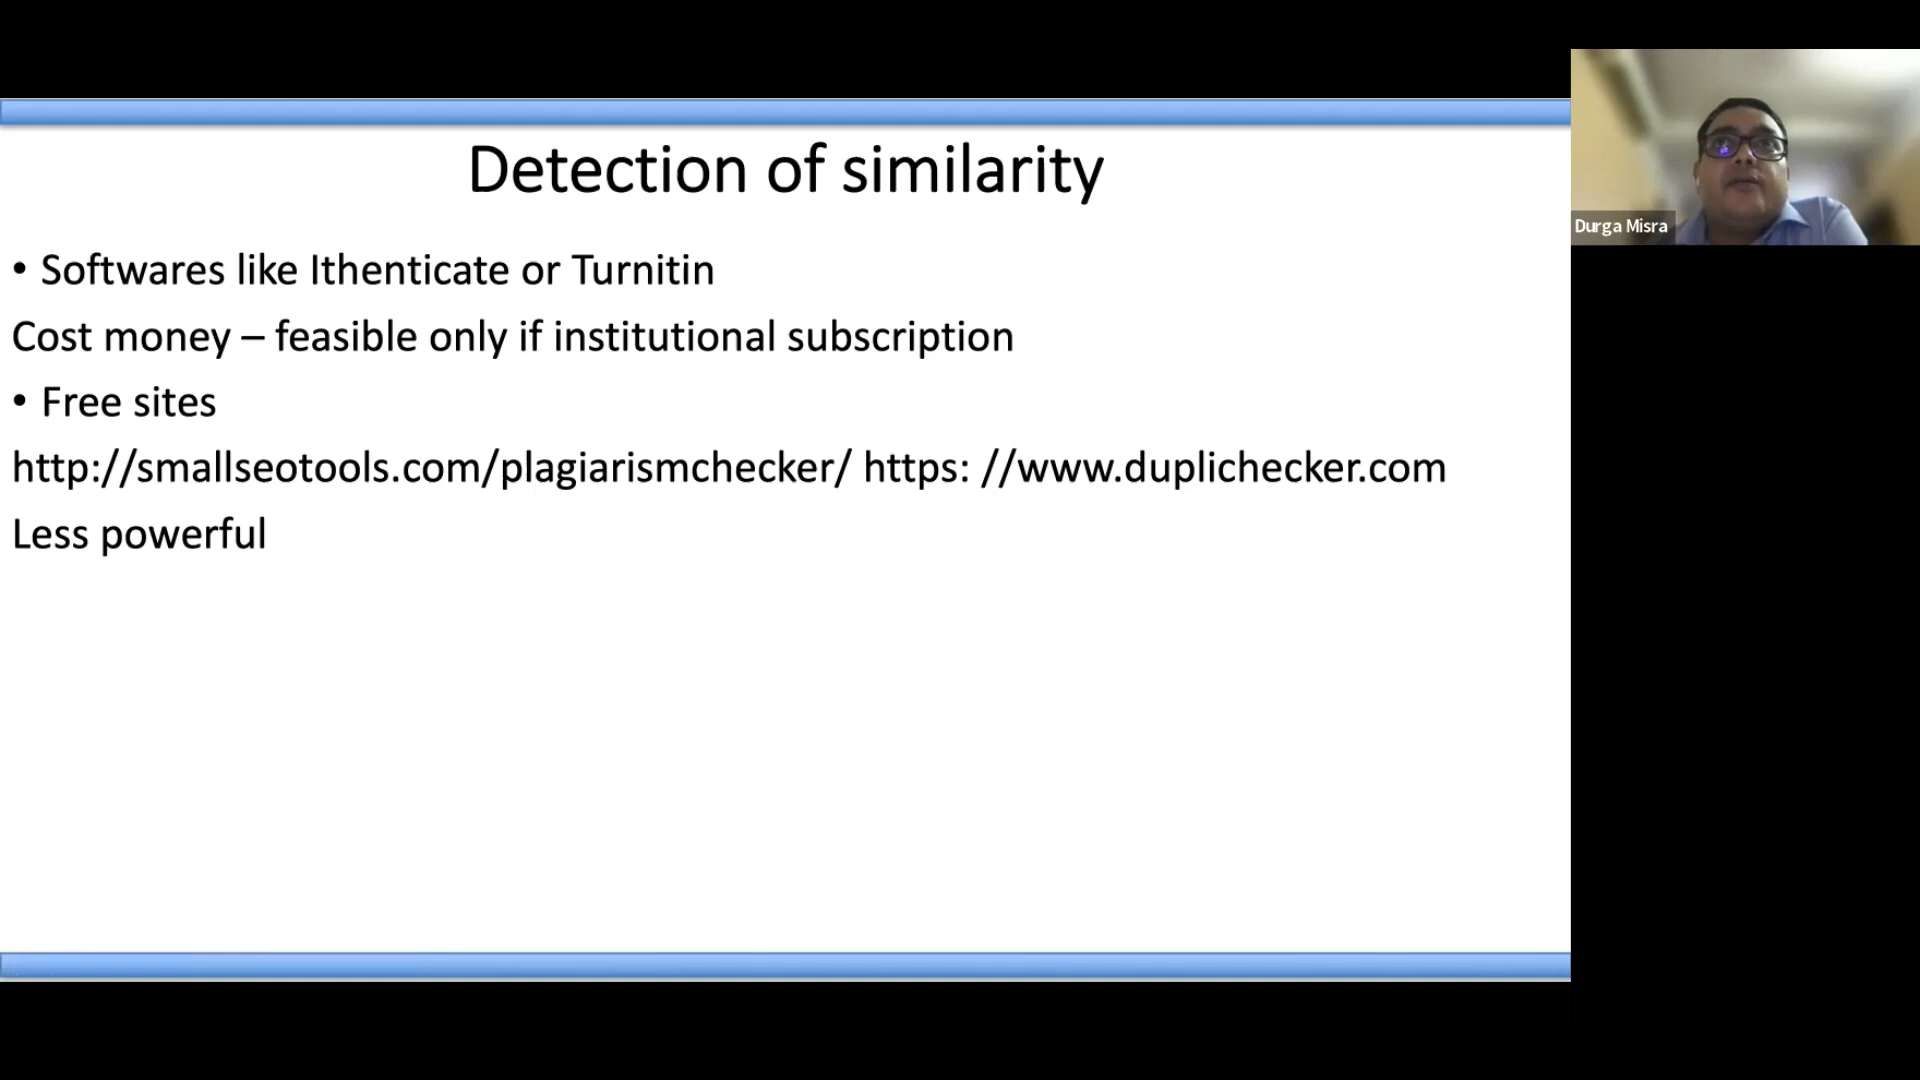 Detection of similarity
• Softwares like Ithenticate or Turnitin
Cost money – feasible only if institutional subscription
• Free sites
http://smallseotools.com/plagiarismchecker/ https: //www.duplichecker.com
Less powerful
Durga Misra